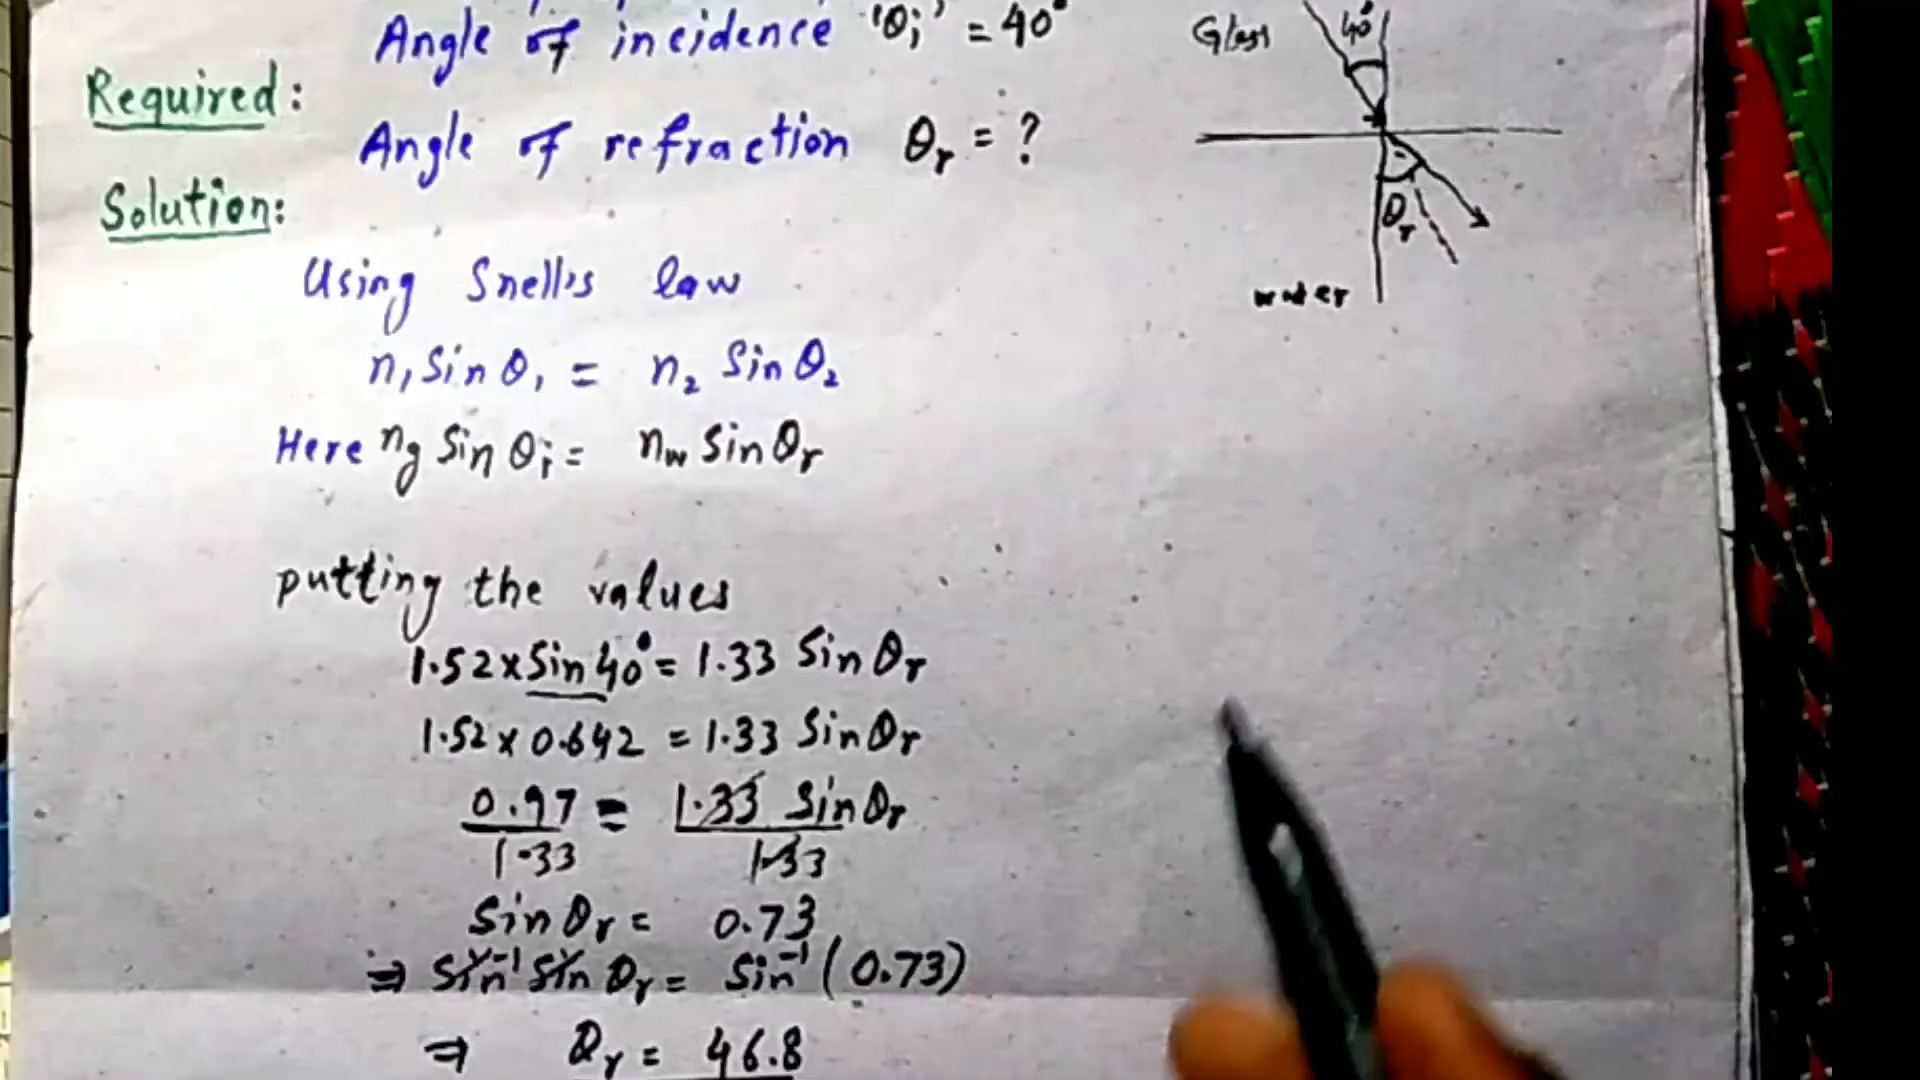 Angle of incidence 'θi' = 40°
Required:
Angle of refraction θr = ?
Solution:
Glass 40°
θr
water
Using Snell's law
n₁ Sin θ₁ = n₂ Sin θ₂
Here ng Sin θi = nw Sin θr
putting the values
1.52 x Sin 40° = 1.33 Sin θr
1.52 x 0.642 = 1.33 Sin θr
0.97 = 1.33 Sin θr
1.33 1.33
Sin θr = 0.73
⇒ Sin⁻¹ Sin θr = Sin⁻¹ (0.73)
⇒ θr = 46.8